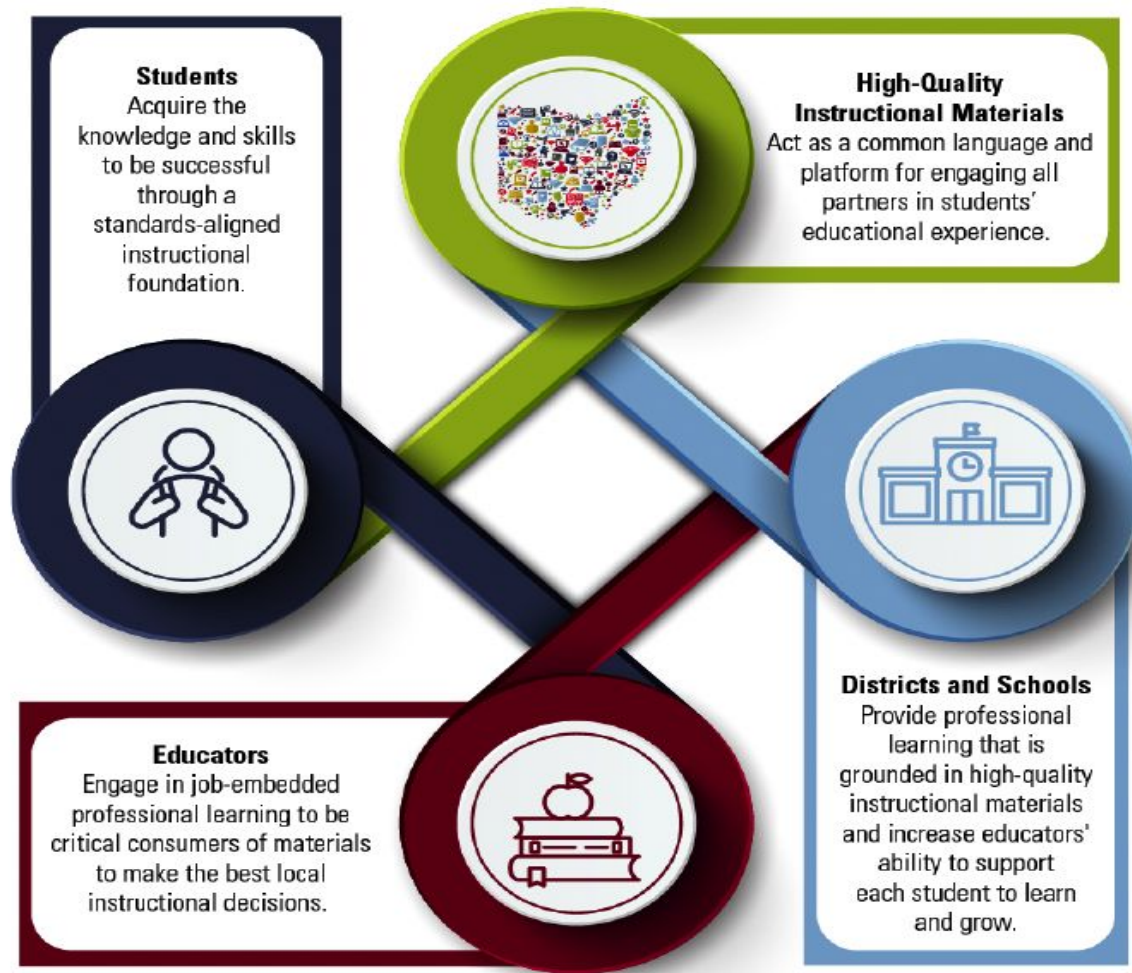 Students
Acquire the
knowledge and skills
to be successful
through a
standards-aligned
instructional
foundation.
High-Quality
Instructional Materials
Act as a common language and
platform for engaging all
partners in students'
educational experience.
Educators
Engage in job-embedded
professional learning to be
critical consumers of materials
to make the best local
instructional decisions.
Districts and Schools
Provide professional
learning that is
grounded in high-quality
instructional materials
and increase educators'
ability to support
each student to learn
and grow.